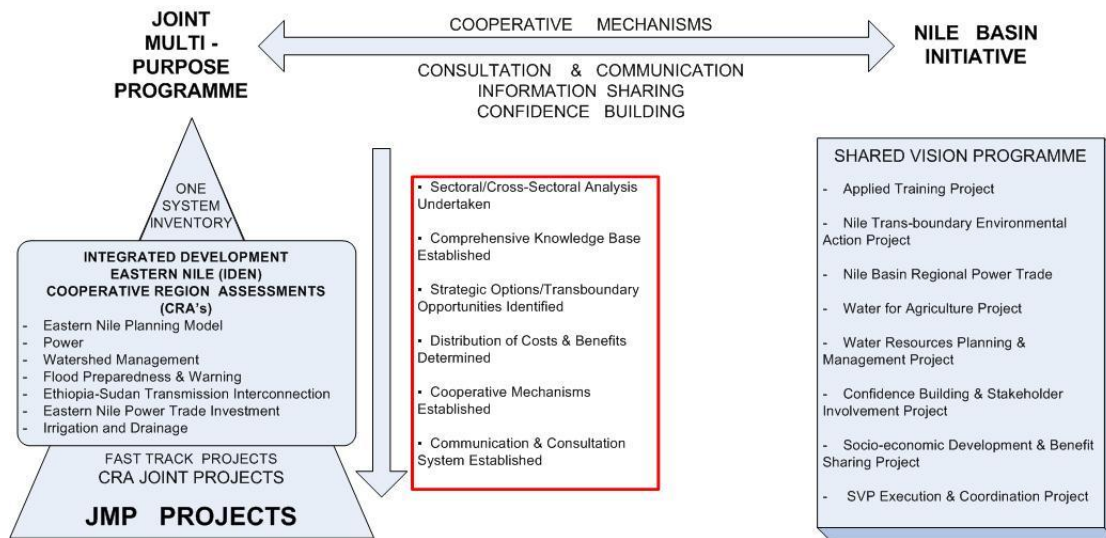 JOINT
MULTI -
PURPOSE
PROGRAMME
COOPERATIVE MECHANISMS
CONSULTATION & COMMUNICATION
INFORMATION SHARING
CONFIDENCE BUILDING
NILE BASIN
INITIATIVE
ONE
SYSTEM
INVENTORY
INTEGRATED DEVELOPMENT
EASTERN NILE (IDEN)
COOPERATIVE REGION ASSESSMENTS
(CRA's)
- Eastern Nile Planning Model
- Power
- Watershed Management
- Flood Preparedness & Warning
- Ethiopia-Sudan Transmission Interconnection
- Eastern Nile Power Trade Investment
- Irrigation and Drainage
FAST TRACK PROJECTS
CRA JOINT PROJECTS
JMP PROJECTS
▪ Sectoral/Cross-Sectoral Analysis
Undertaken
▪ Comprehensive Knowledge Base
Established
▪ Strategic Options/Transboundary
Opportunities Identified
▪ Distribution of Costs & Benefits
Determined
▪ Cooperative Mechanisms
Established
▪ Communication & Consultation
System Established
SHARED VISION PROGRAMME
- Applied Training Project
- Nile Trans-boundary Environmental
Action Project
- Nile Basin Regional Power Trade
- Water for Agriculture Project
- Water Resources Planning &
Management Project
- Confidence Building & Stakeholder
Involvement Project
- Socio-economic Development & Benefit
Sharing Project
- SVP Execution & Coordination Project